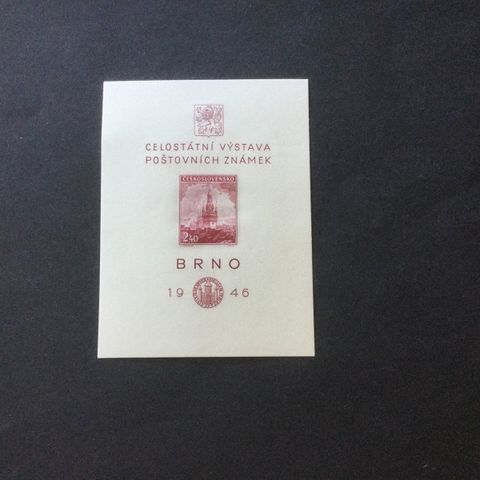 CELOSTÁTNÍ VÝSTAVA
POŠTOVNÍCH ZNÁMEK
ČESKOSLOVENSKO
2,40
BRNO
19 46